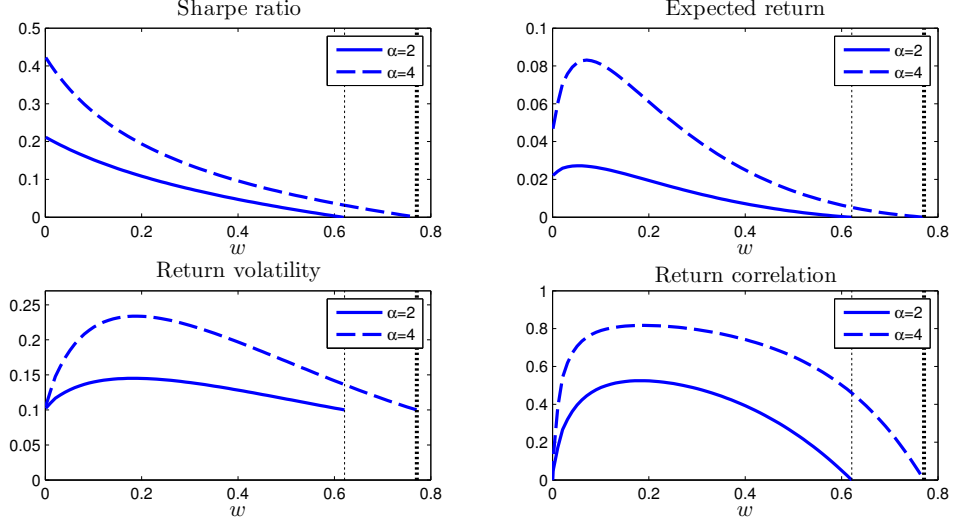 Sharpe ratio
0.5
0.4
0.3
0.2
0.1
0
0 0.2 0.4 0.6 0.8
w
α=2
α=4
Expected return
0.1
0.08
0.06
0.04
0.02
0
0 0.2 0.4 0.6 0.8
w
α=2
α=4
Return volatility
0.25
0.2
0.15
0.1
0.05
0
0 0.2 0.4 0.6 0.8
w
α=2
α=4
Return correlation
1
0.8
0.6
0.4
0.2
0
0 0.2 0.4 0.6 0.8
w
α=2
α=4